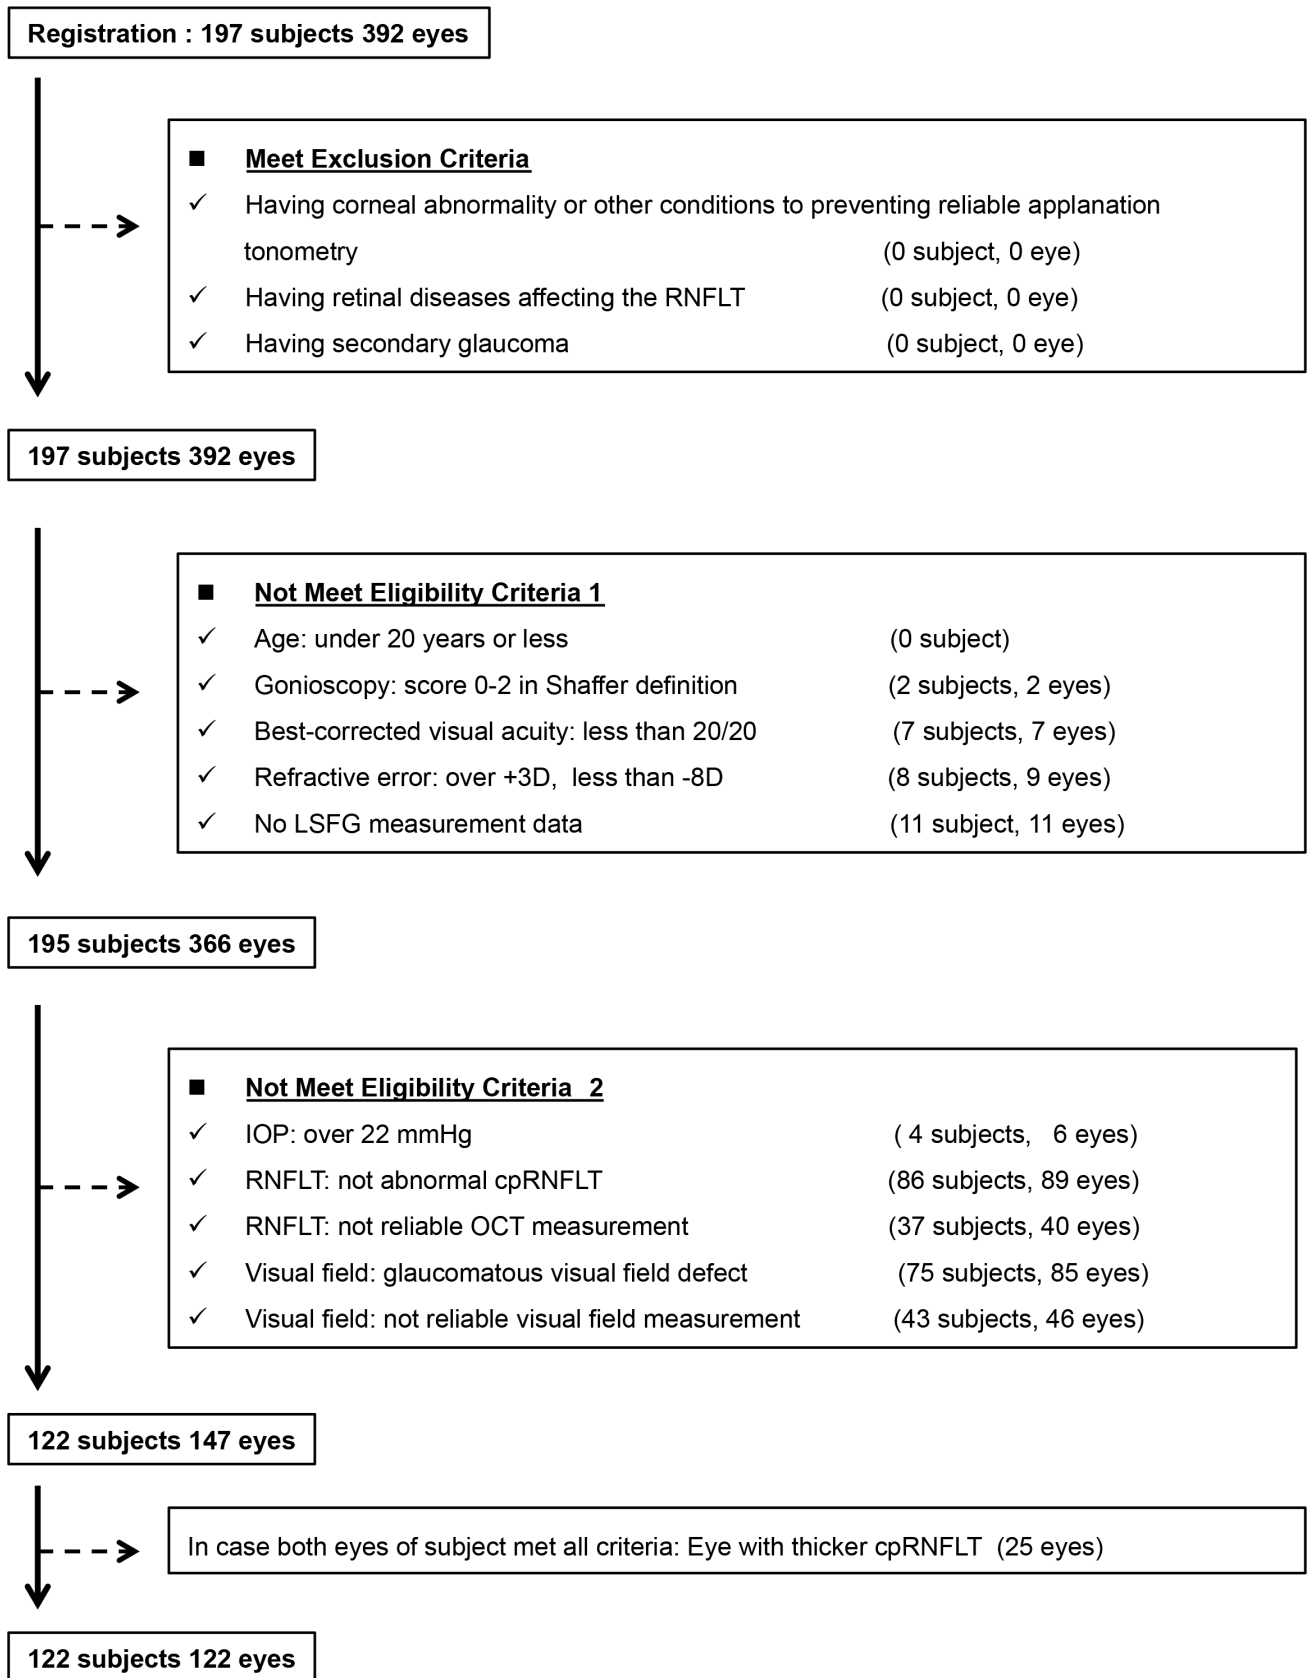 Registration : 197 subjects 392 eyes
■ Meet Exclusion Criteria
✓ Having corneal abnormality or other conditions to preventing reliable applanation
tonometry (0 subject, 0 eye)
✓ Having retinal diseases affecting the RNFLT (0 subject, 0 eye)
✓ Having secondary glaucoma (0 subject, 0 eye)
197 subjects 392 eyes
■ Not Meet Eligibility Criteria 1
✓ Age: under 20 years or less (0 subject)
✓ Gonioscopy: score 0-2 in Shaffer definition (2 subjects, 2 eyes)
✓ Best-corrected visual acuity: less than 20/20 (7 subjects, 7 eyes)
✓ Refractive error: over +3D, less than -8D (8 subjects, 9 eyes)
✓ No LSFG measurement data (11 subject, 11 eyes)
195 subjects 366 eyes
■ Not Meet Eligibility Criteria 2
✓ IOP: over 22 mmHg ( 4 subjects, 6 eyes)
✓ RNFLT: not abnormal cpRNFLT (86 subjects, 89 eyes)
✓ RNFLT: not reliable OCT measurement (37 subjects, 40 eyes)
✓ Visual field: glaucomatous visual field defect (75 subjects, 85 eyes)
✓ Visual field: not reliable visual field measurement (43 subjects, 46 eyes)
122 subjects 147 eyes
In case both eyes of subject met all criteria: Eye with thicker cpRNFLT (25 eyes)
122 subjects 122 eyes